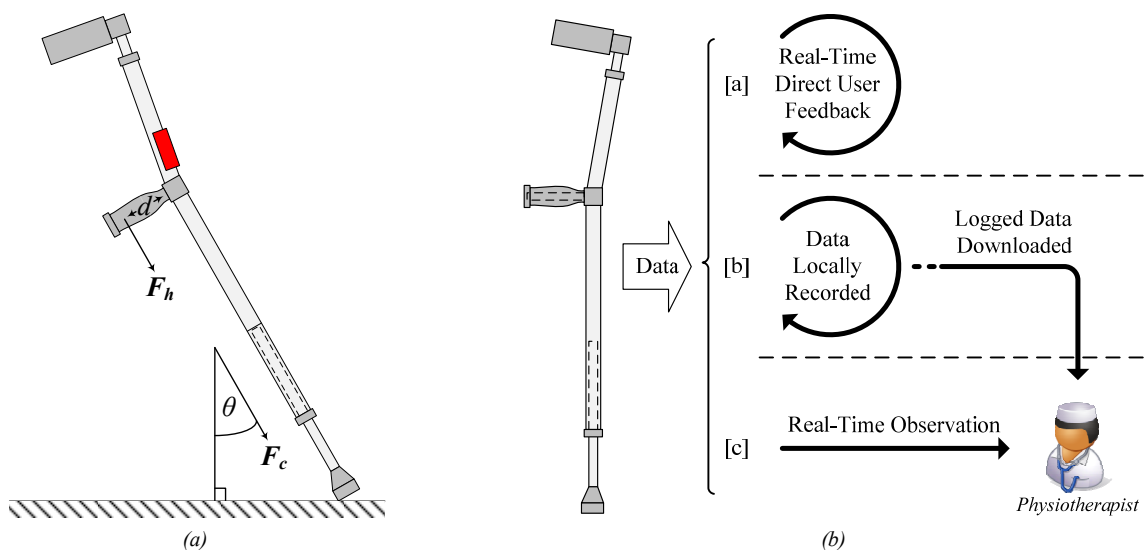 d
F_h
θ
F_c
(a)
Data
[a]
Real-Time
Direct User
Feedback
[b]
Data
Locally
Recorded
Logged Data
Downloaded
[c]
Real-Time Observation
Physiotherapist
(b)